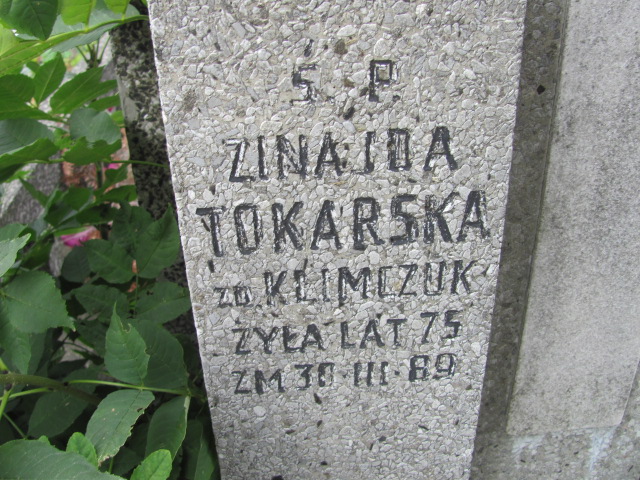 Ś. P.
ZINAJDA
TOKARSKA
ZD. KLIMCZUK
ŻYŁA LAT 75
ZM 30·III·89